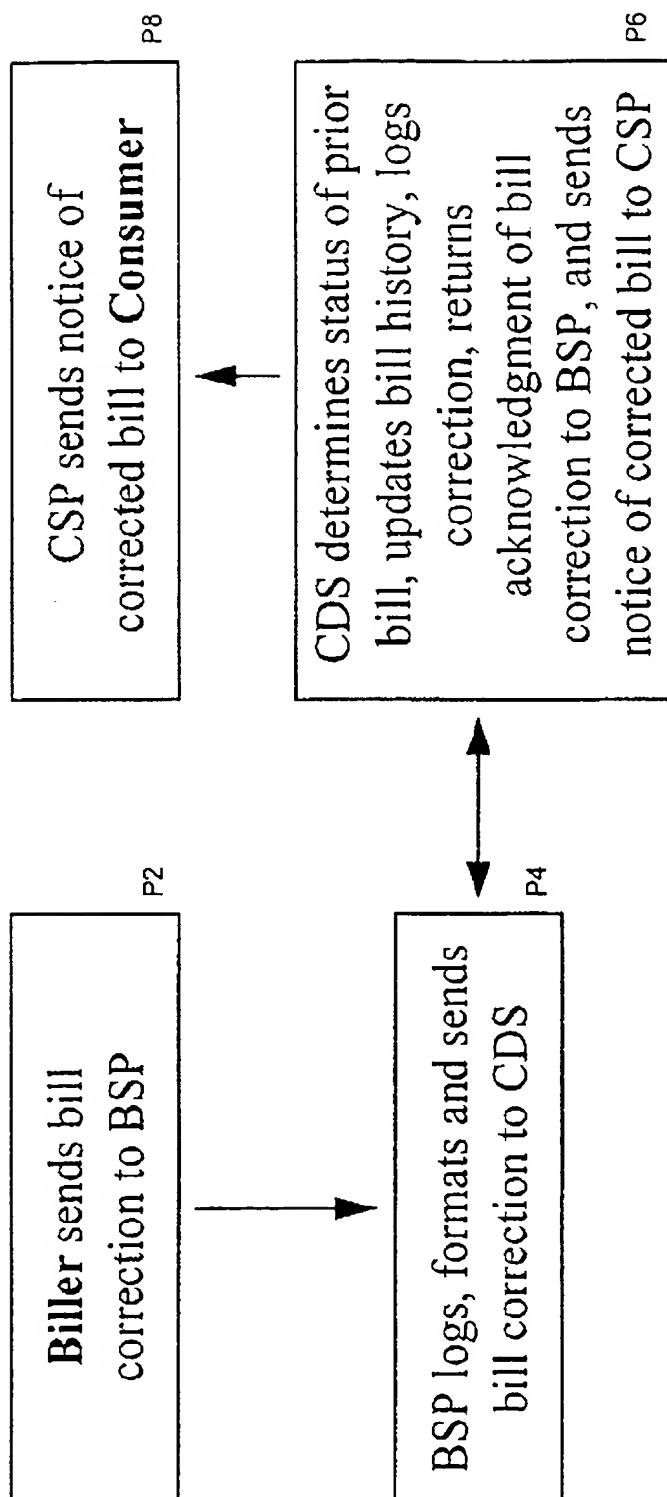 Biller sends bill
correction to BSP
P2
BSP logs, formats and sends
bill correction to CDS
P4
CDS determines status of prior
bill, updates bill history, logs
correction, returns
acknowledgment of bill
correction to BSP, and sends
notice of corrected bill to CSP
P6
CSP sends notice of
corrected bill to Consumer
P8